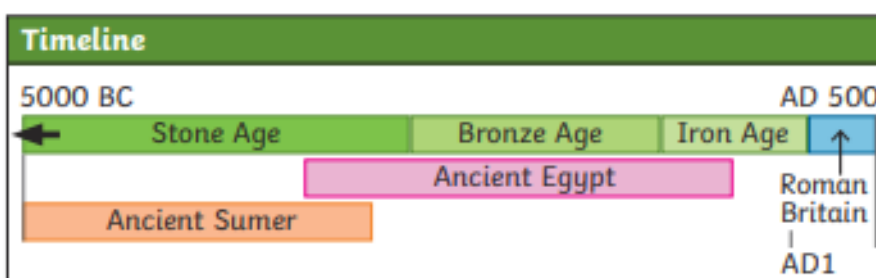 Timeline
5000 BC
AD 500
Stone Age
Bronze Age
Iron Age
Ancient Egypt
Roman
Britain
Ancient Sumer
AD1